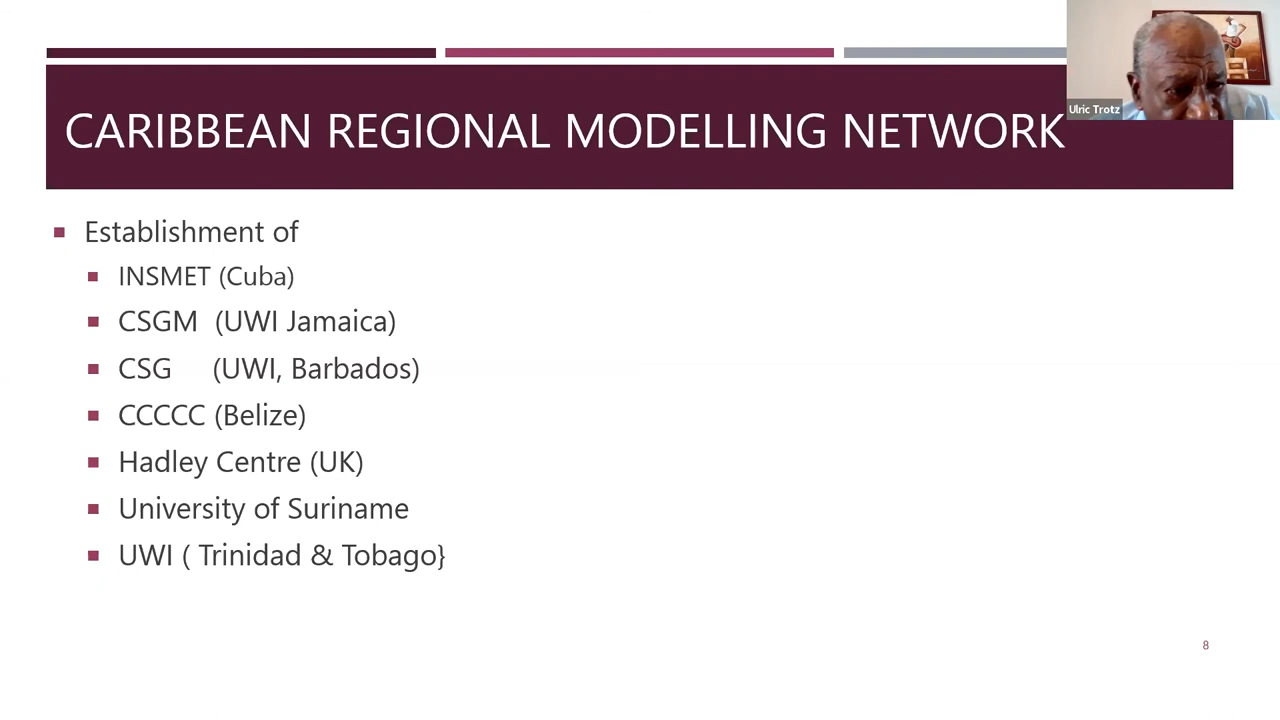 Ulric Trotz
CARIBBEAN REGIONAL MODELLING NETWORK
Establishment of
INSMET (Cuba)
CSGM (UWI Jamaica)
CSG (UWI, Barbados)
CCCCC (Belize)
Hadley Centre (UK)
University of Suriname
UWI ( Trinidad & Tobago}
8